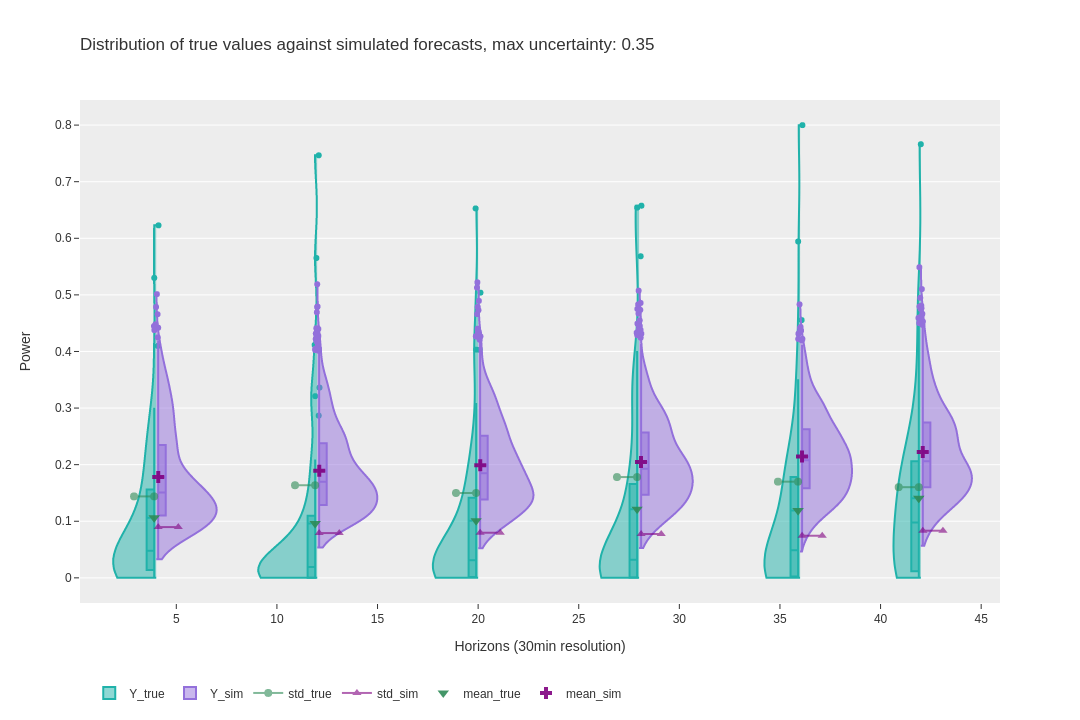 Distribution of true values against simulated forecasts, max uncertainty: 0.35
0.8
0.7
0.6
0.5
0.4
0.3
0.2
0.1
0
Power
5 10 15 20 25 30 35 40 45
Horizons (30min resolution)
Y_true Y_sim std_true std_sim mean_true mean_sim